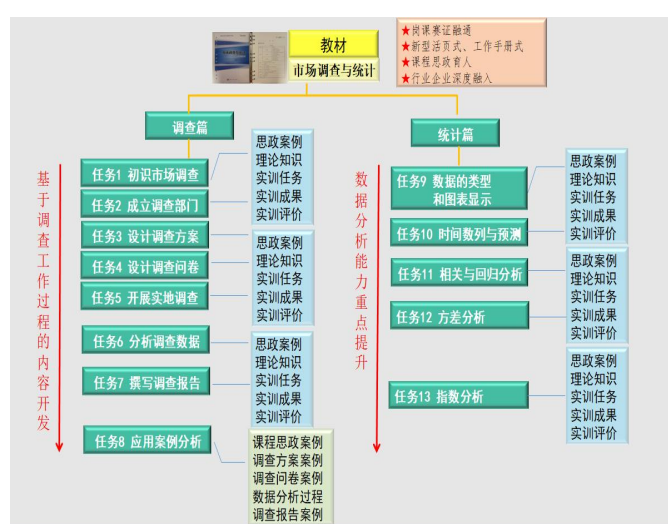 教材
市场调查与统计
★岗课赛证融通
★新型活页式、工作手册式
★课程思政育人
★行业企业深度融入
调查篇
基于调查工作过程的内容开发
任务1 初识市场调查
任务2 成立调查部门
任务3 设计调查方案
任务4 设计调查问卷
任务5 开展实地调查
任务6 分析调查数据
任务7 撰写调查报告
任务8 应用案例分析
思政案例
理论知识
实训任务
实训成果
实训评价
思政案例
理论知识
实训任务
实训成果
实训评价
思政案例
理论知识
实训任务
实训成果
实训评价
课程思政案例
调查方案案例
调查问卷案例
数据分析过程
调查报告案例
统计篇
数据分析能力重点提升
任务9 数据的类型
和图表显示
任务10 时间数列与预测
任务11 相关与回归分析
任务12 方差分析
任务13 指数分析
思政案例
理论知识
实训任务
实训成果
实训评价
思政案例
理论知识
实训任务
实训成果
实训评价
思政案例
理论知识
实训任务
实训成果
实训评价